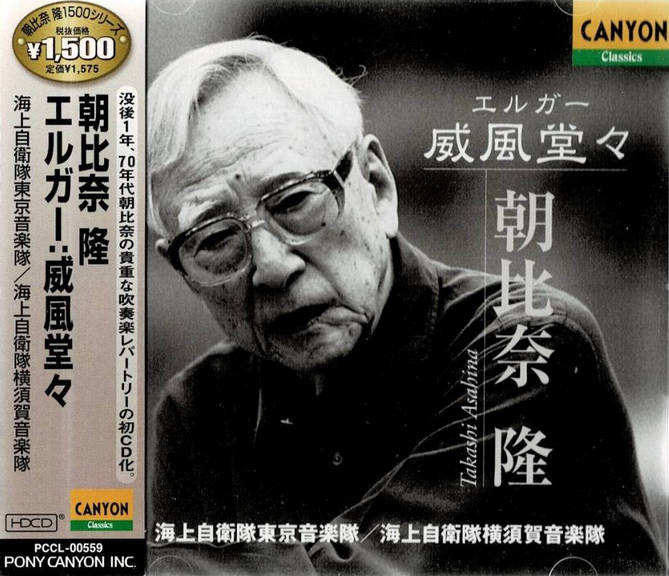 朝比奈 隆1500シリーズ
税抜価格
¥1,500
定価¥1,575
没後1年、70年代朝比奈の貴重な吹奏楽レパートリーの初CD化。
朝比奈 隆
エルガー:威風堂々
海上自衛隊東京音楽隊／海上自衛隊横須賀音楽隊
HDCD®
CANYON
Classics
PCCL-00559
PONY CANYON INC.
CANYON
Classics
エルガー
威風堂々
朝比奈 隆
Takashi Asahina
海上自衛隊東京音楽隊／海上自衛隊横須賀音楽隊